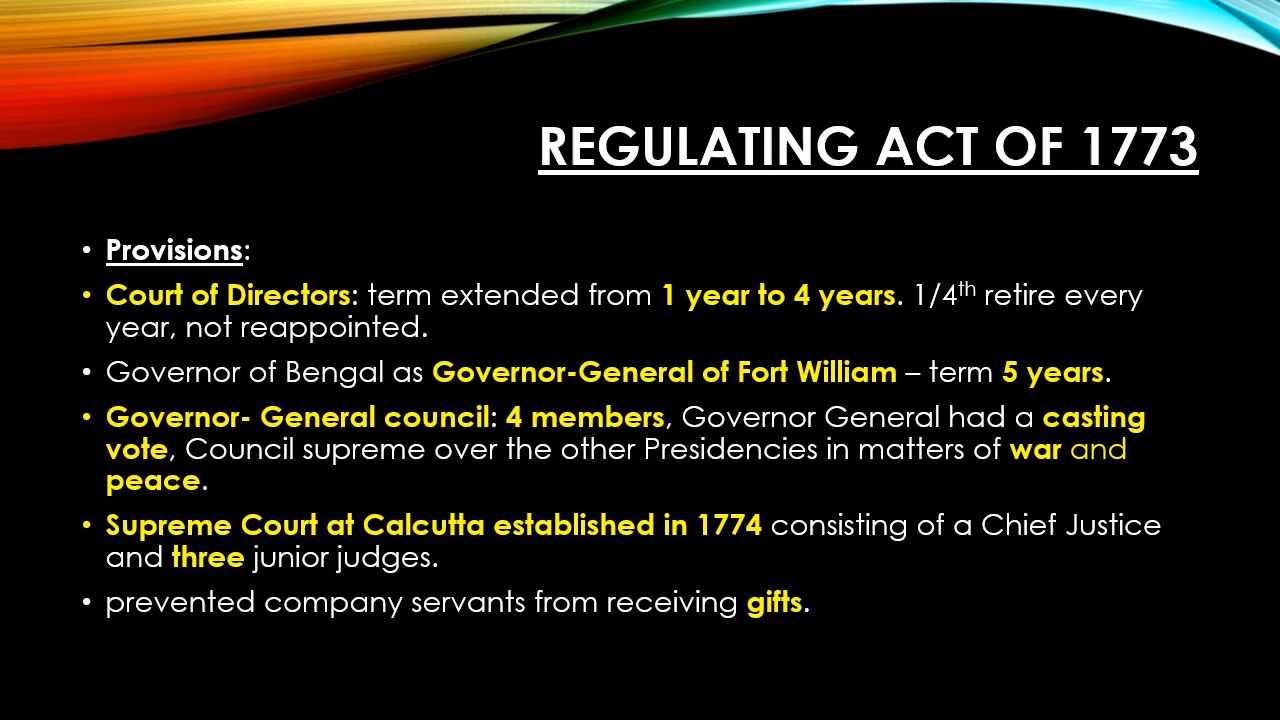 REGULATING ACT OF 1773
• Provisions:
• Court of Directors: term extended from 1 year to 4 years. 1/4th retire every
year, not reappointed.
• Governor of Bengal as Governor-General of Fort William – term 5 years.
• Governor- General council: 4 members, Governor General had a casting
vote, Council supreme over the other Presidencies in matters of war and
peace.
• Supreme Court at Calcutta established in 1774 consisting of a Chief Justice
and three junior judges.
• prevented company servants from receiving gifts.